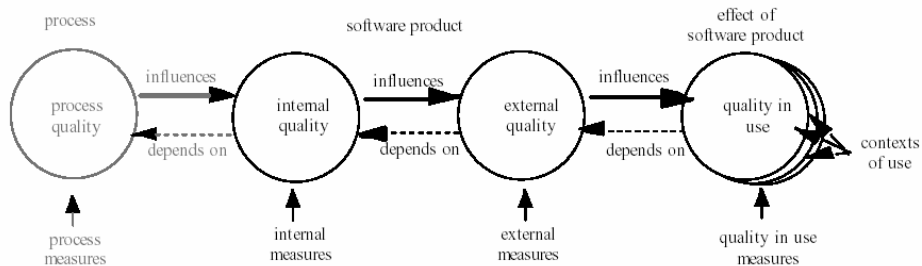 process
software product
effect of
software product
influences
influences
influences
process
quality
internal
quality
external
quality
quality in
use
depends on
depends on
depends on
contexts
of use
process
measures
internal
measures
external
measures
quality in use
measures